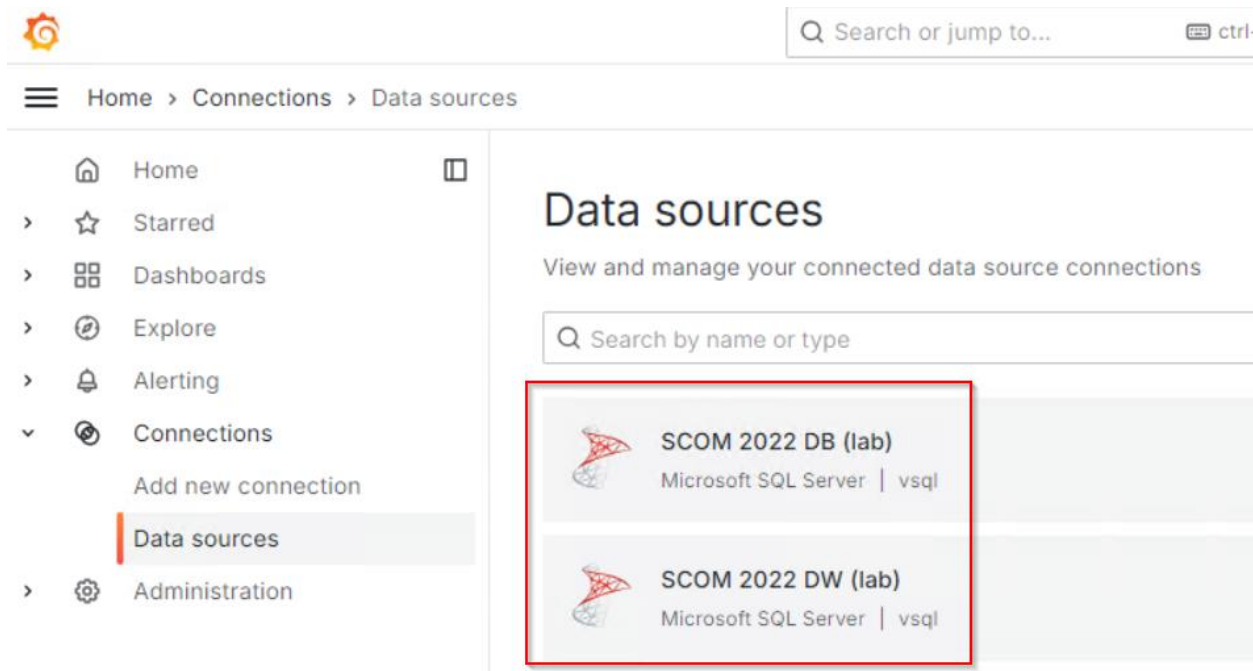 Search or jump to... ctrl-
Home > Connections > Data sources
Home
Starred
Dashboards
Explore
Alerting
Connections
Add new connection
Data sources
Administration
Data sources
View and manage your connected data source connections
Search by name or type
SCOM 2022 DB (lab)
Microsoft SQL Server | vsql
SCOM 2022 DW (lab)
Microsoft SQL Server | vsql